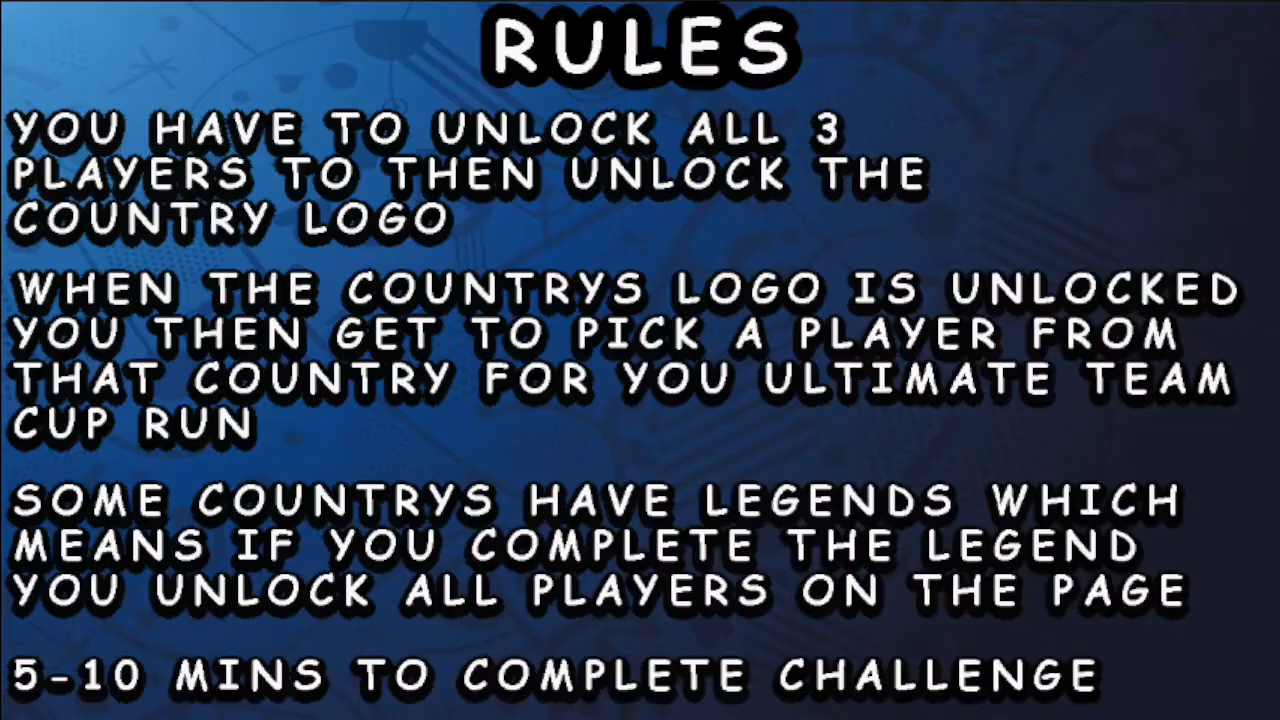 RULES
YOU HAVE TO UNLOCK ALL 3
PLAYERS TO THEN UNLOCK THE
COUNTRY LOGO
WHEN THE COUNTRYS LOGO IS UNLOCKED
YOU THEN GET TO PICK A PLAYER FROM
THAT COUNTRY FOR YOU ULTIMATE TEAM
CUP RUN
SOME COUNTRYS HAVE LEGENDS WHICH
MEANS IF YOU COMPLETE THE LEGEND
YOU UNLOCK ALL PLAYERS ON THE PAGE
5-10 MINS TO COMPLETE CHALLENGE